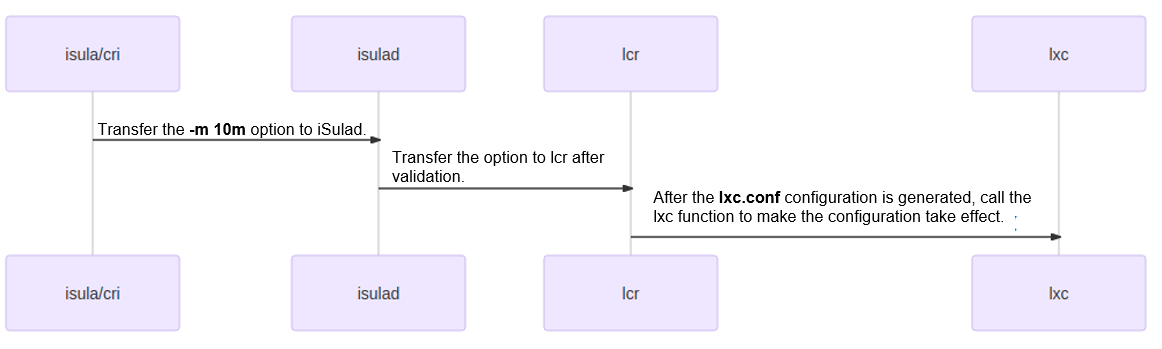 isula/cri
isulad
lcr
lxc
Transfer the -m 10m option to iSulad.
Transfer the option to lcr after
validation.
After the lxc.conf configuration is generated, call the
lxc function to make the configuration take effect.
isula/cri
isulad
lcr
lxc